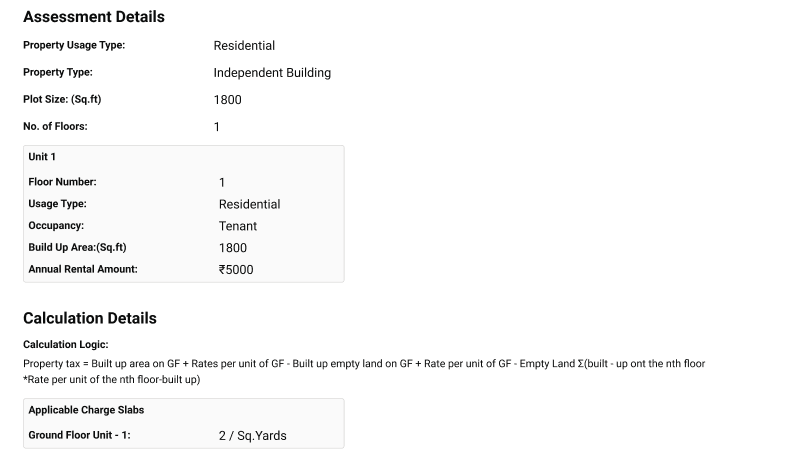 Assessment Details
Property Usage Type: Residential
Property Type: Independent Building
Plot Size: (Sq.ft) 1800
No. of Floors: 1
Unit 1
Floor Number: 1
Usage Type: Residential
Occupancy: Tenant
Build Up Area:(Sq.ft) 1800
Annual Rental Amount: ₹5000
Calculation Details
Calculation Logic:
Property tax = Built up area on GF + Rates per unit of GF - Built up empty land on GF + Rate per unit of GF - Empty Land Σ(built - up ont the nth floor
*Rate per unit of the nth floor-built up)
Applicable Charge Slabs
Ground Floor Unit - 1: 2 / Sq.Yards